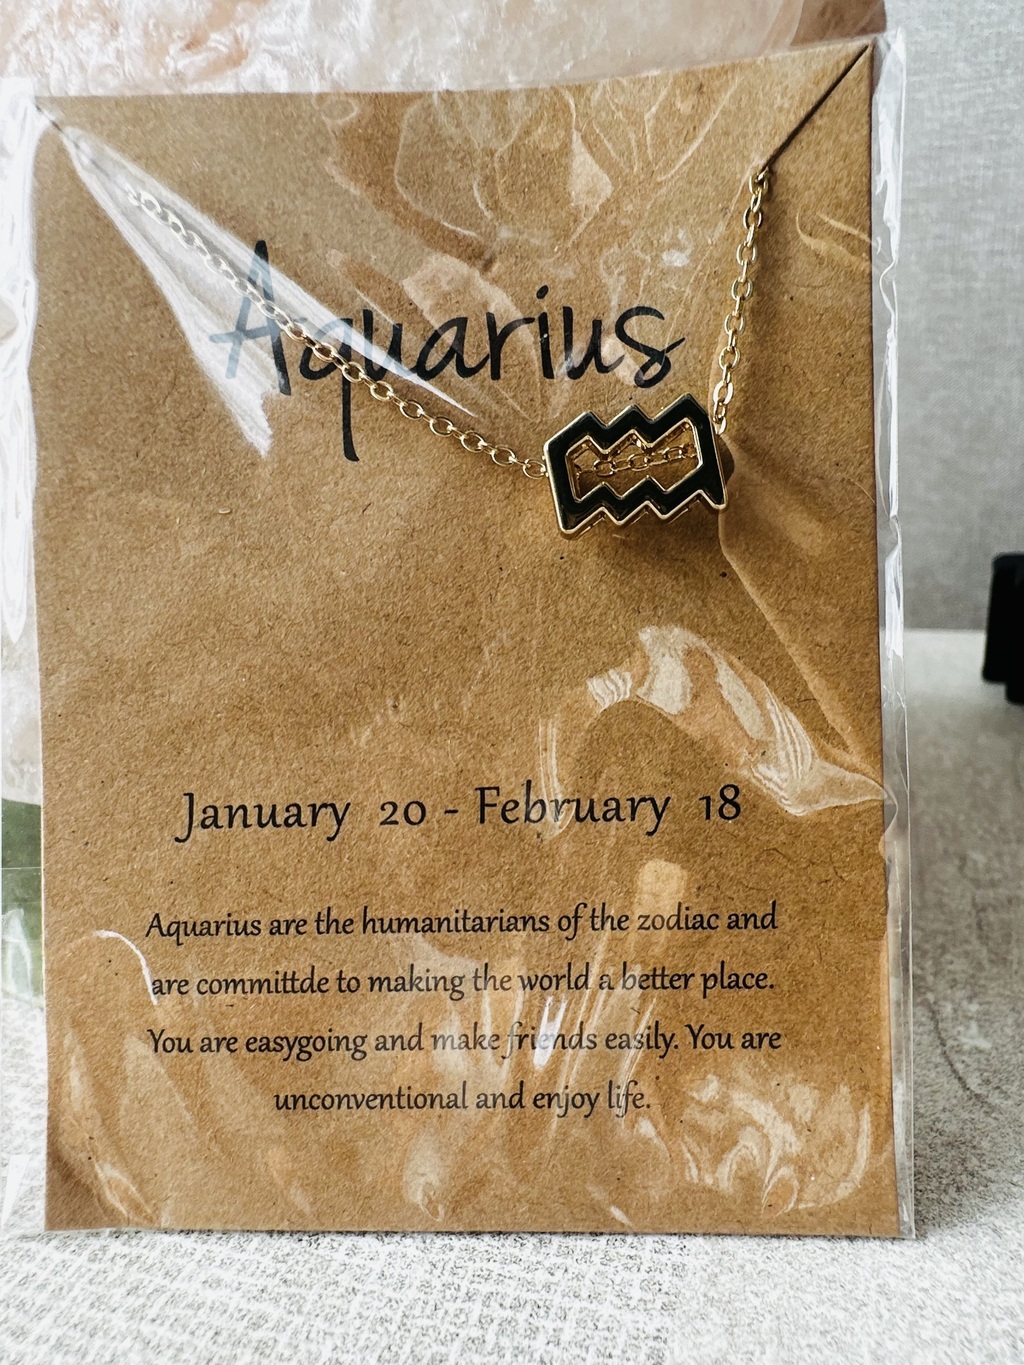 Aquarius
January 20 - February 18
Aquarius are the humanitarians of the zodiac and
are committde to making the world a better place.
You are easygoing and make friends easily. You are
unconventional and enjoy life.